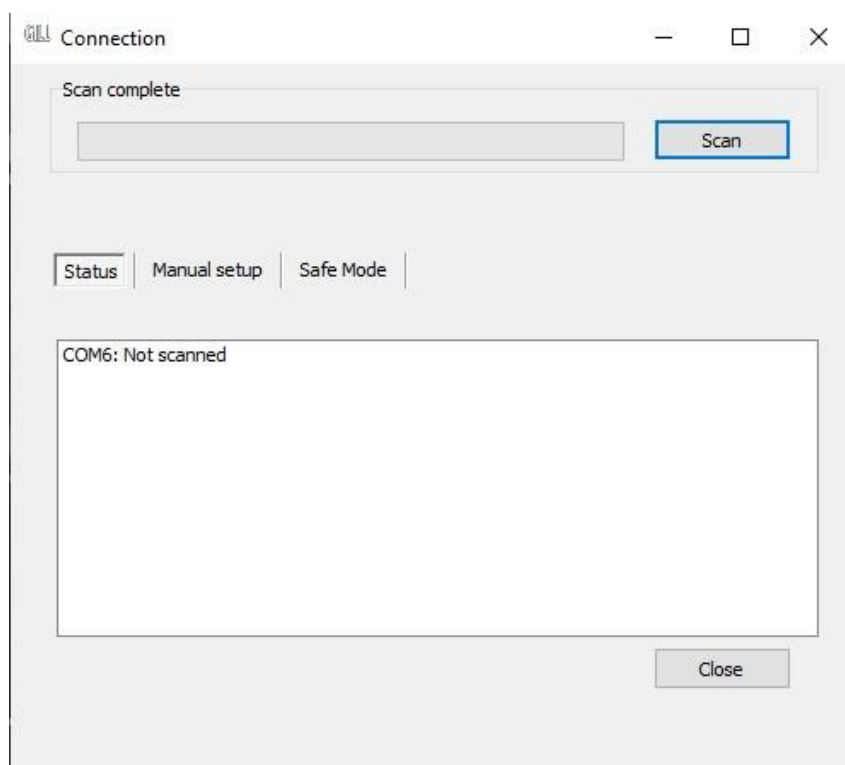 GILL Connection
Scan complete
Scan
Status Manual setup Safe Mode
COM6: Not scanned
Close